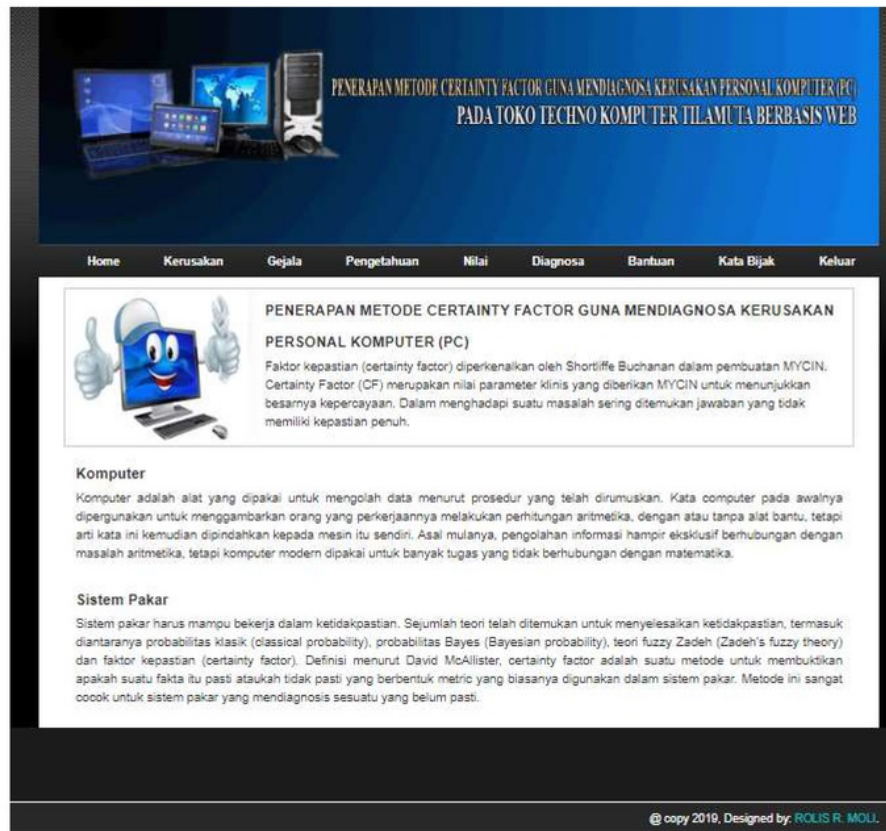 PENERAPAN METODE CERTAINTY FACTOR GUNA MENDIAGNOSA KERUSAKAN PERSONAL KOMPUTER (PC)
PADA TOKO TECHNO KOMPUTER TILAMUTA BERBASIS WEB
Home Kerusakan Gejala Pengetahuan Nilai Diagnosa Bantuan Kata Bijak Keluar
PENERAPAN METODE CERTAINTY FACTOR GUNA MENDIAGNOSA KERUSAKAN
PERSONAL KOMPUTER (PC)
Faktor kepastian (certainty factor) diperkenalkan oleh Shortliffe Buchanan dalam pembuatan MYCIN.
Certainty Factor (CF) merupakan nilai parameter klinis yang diberikan MYCIN untuk menunjukkan
besarnya kepercayaan. Dalam menghadapi suatu masalah sering ditemukan jawaban yang tidak
memiliki kepastian penuh.
Komputer
Komputer adalah alat yang dipakai untuk mengolah data menurut prosedur yang telah dirumuskan. Kata computer pada awalnya
dipergunakan untuk menggambarkan orang yang perkerjaannya melakukan perhitungan aritmetika, dengan atau tanpa alat bantu, tetapi
arti kata ini kemudian dipindahkan kepada mesin itu sendiri. Asal mulanya, pengolahan informasi hampir eksklusif berhubungan dengan
masalah aritmetika, tetapi komputer modern dipakai untuk banyak tugas yang tidak berhubungan dengan matematika.
Sistem Pakar
Sistem pakar harus mampu bekerja dalam ketidakpastian. Sejumlah teori telah ditemukan untuk menyelesaikan ketidakpastian, termasuk
diantaranya probabilitas klasik (classical probability), probabilitas Bayes (Bayesian probability), teori fuzzy Zadeh (Zadeh's fuzzy theory)
dan faktor kepastian (certainty factor). Definisi menurut David McAllister, certainty factor adalah suatu metode untuk membuktikan
apakah suatu fakta itu pasti ataukah tidak pasti yang berbentuk metric yang biasanya digunakan dalam sistem pakar. Metode ini sangat
cocok untuk sistem pakar yang mendiagnosis sesuatu yang belum pasti.
@ copy 2019, Designed by: ROLIS R. MOLI.